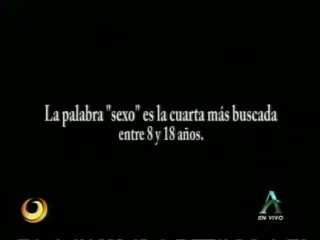 La palabra "sexo" es la cuarta más buscada
entre 8 y 18 años.
EN VIVO